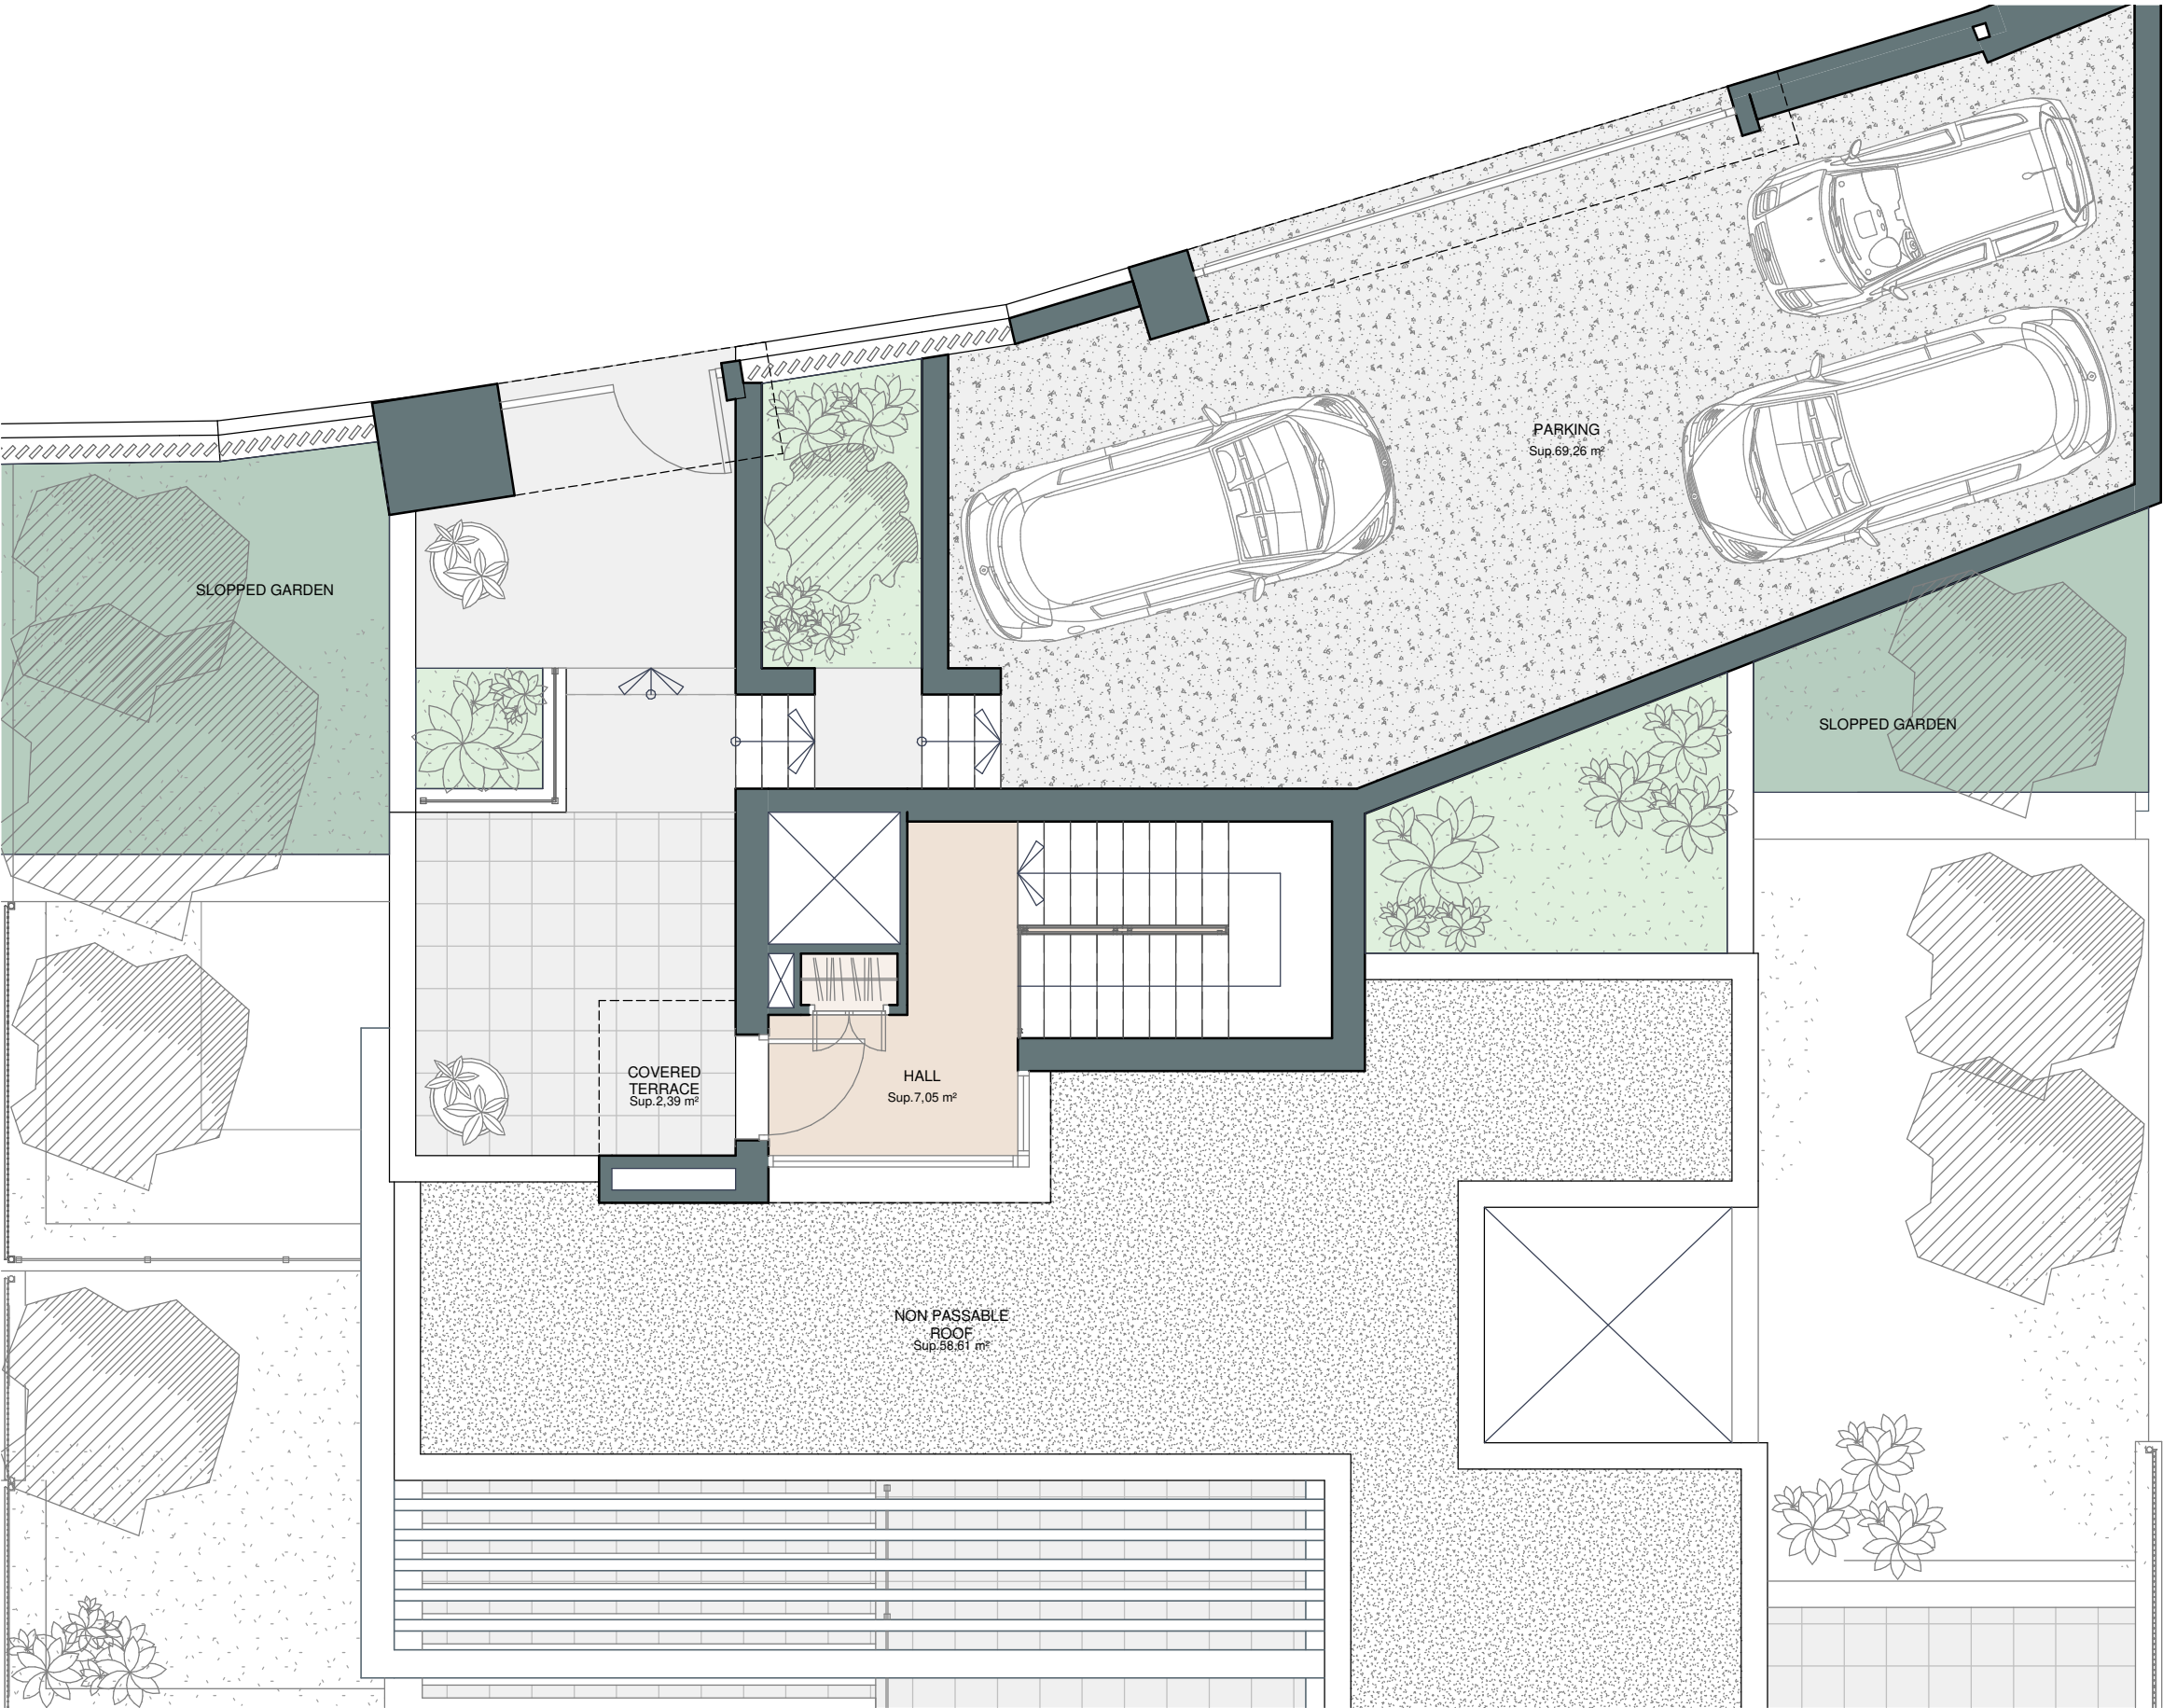 PARKING
Sup.69,26 m²
SLOPPED GARDEN
SLOPPED GARDEN
COVERED
TERRACE
Sup.2,39 m²
HALL
Sup.7,05 m²
NON PASSABLE
ROOF
Sup.58,61 m²